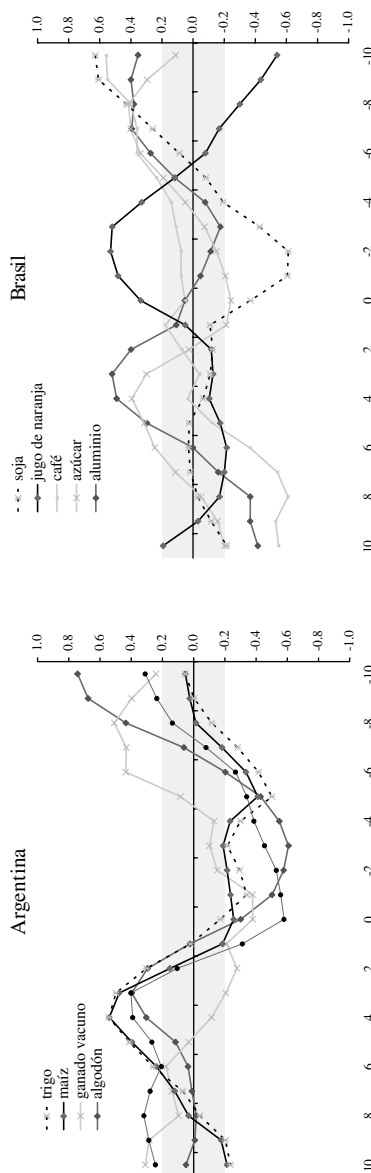 Argentina
trigo
maíz
ganado vacuno
algodón
1.0
0.8
0.6
0.4
0.2
0.0
-0.2
-0.4
-0.6
-0.8
-1.0
10 8 6 4 2 0 -2 -4 -6 -8 -10
Brasil
soja
jugo de naranja
café
azúcar
aluminio
1.0
0.8
0.6
0.4
0.2
0.0
-0.2
-0.4
-0.6
-0.8
-1.0
10 8 6 4 2 0 -2 -4 -6 -8 -10